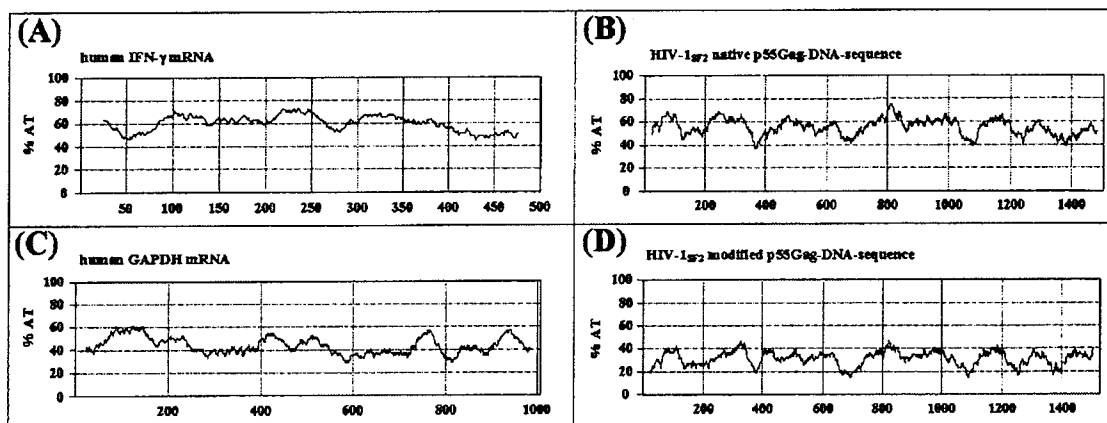 (A)
human IFN-γ mRNA
100
80
60
40
20
0
% AT
50 100 150 200 250 300 350 400 450 500
(B)
HIV-1SF2 native p55Gag-DNA-sequence
100
80
60
40
20
0
% AT
200 400 600 800 1000 1200 1400
(C)
human GAPDH mRNA
100
80
60
40
20
0
% AT
200 400 600 800 1000
(D)
HIV-1SF2 modified p55Gag-DNA-sequence
100
80
60
40
20
0
% AT
200 400 600 800 1000 1200 1400